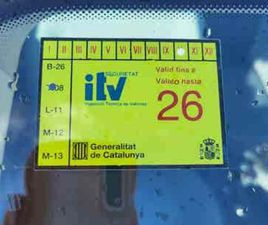 I II III IV V VI VII VIII IX XI XII
B-26
SEGURETAT
Vàlid fins a
Válido hasta
08
itv
26
L-11
Inspecció Tècnica de Vehicles
M-12
M-13
Generalitat
de Catalunya